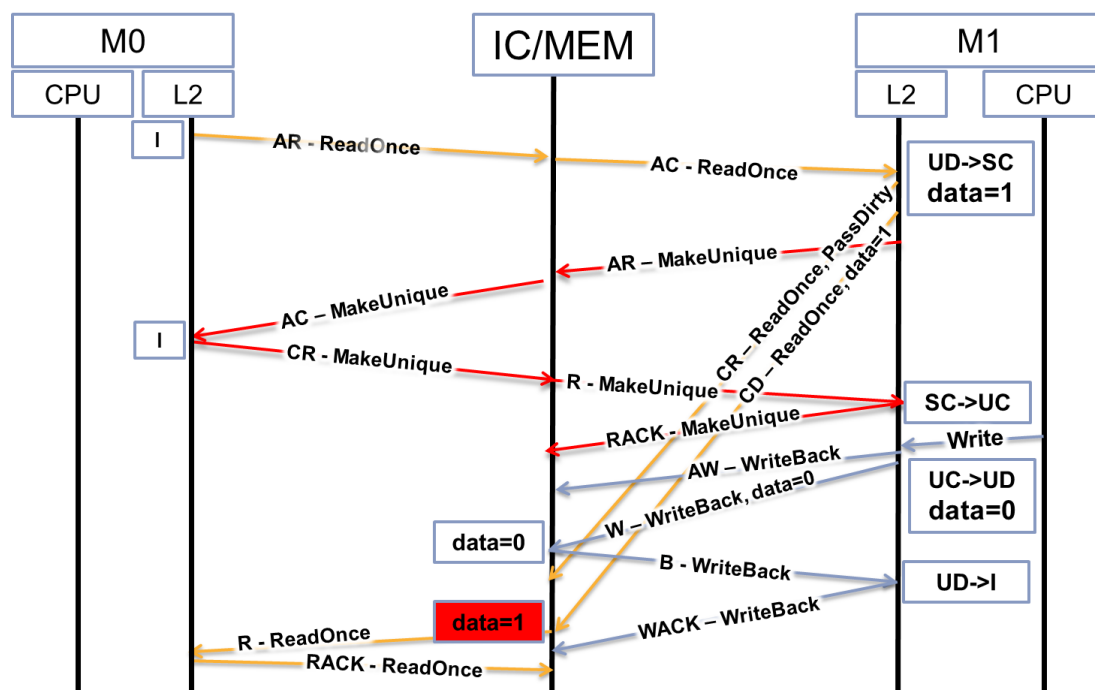 M0
IC/MEM
M1
CPU
L2
L2
CPU
I
AR - ReadOnce
AC - ReadOnce
UD->SC
data=1
CR – ReadOnce, PassDirty
CD – ReadOnce, data=1
AR – MakeUnique
AC – MakeUnique
I
CR - MakeUnique
R - MakeUnique
SC->UC
RACK - MakeUnique
Write
AW – WriteBack
W – WriteBack, data=0
UC->UD
data=0
data=0
B - WriteBack
UD->I
data=1
WACK – WriteBack
R - ReadOnce
RACK - ReadOnce